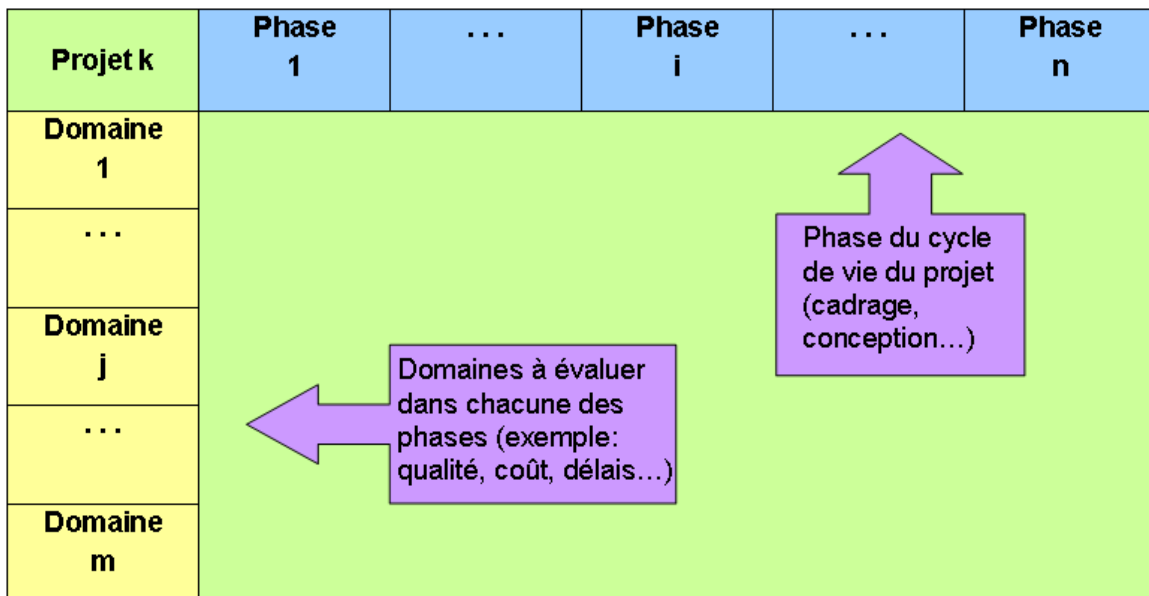 Projet k
Phase
1
. . .
Phase
i
. . .
Phase
n
Domaine
1
. . .
Domaine
j
. . .
Domaine
m
Phase du cycle
de vie du projet
(cadrage,
conception…)
Domaines à évaluer
dans chacune des
phases (exemple:
qualité, coût, délais…)